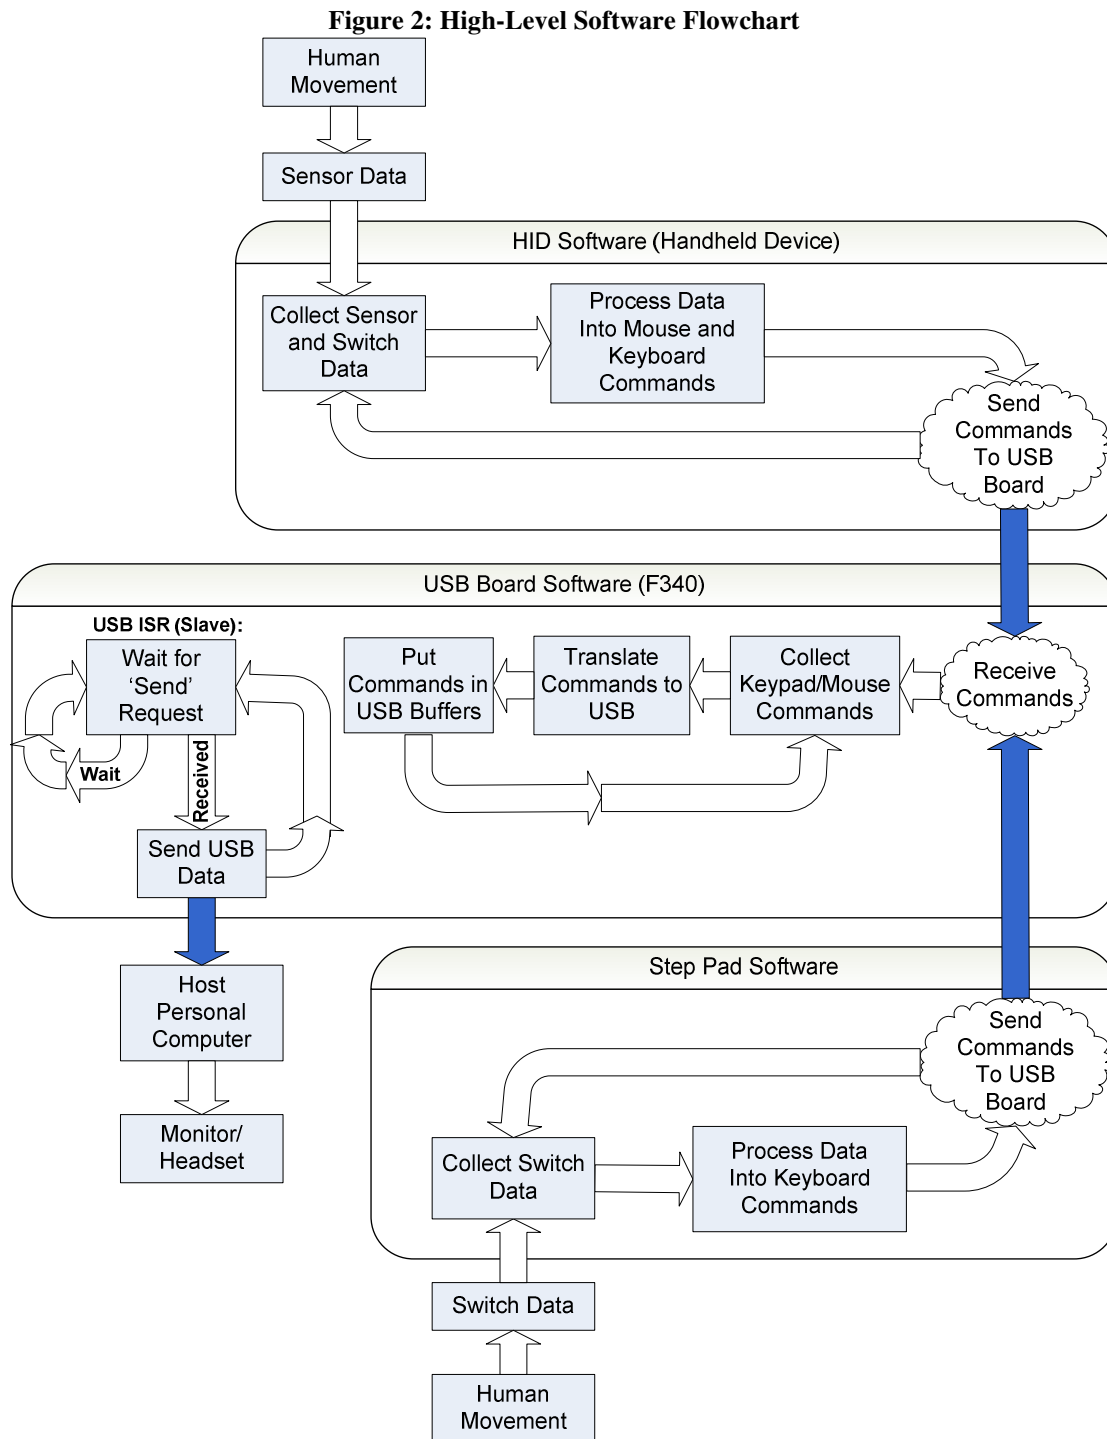 Figure 2: High-Level Software Flowchart
Human
Movement
Sensor Data
HID Software (Handheld Device)
Collect Sensor
and Switch
Data
Process Data
Into Mouse and
Keyboard
Commands
Send
Commands
To USB
Board
USB Board Software (F340)
USB ISR (Slave):
Wait for
‘Send’
Request
Wait
Received
Send USB
Data
Put
Commands in
USB Buffers
Translate
Commands to
USB
Collect
Keypad/Mouse
Commands
Receive
Commands
Host
Personal
Computer
Monitor/
Headset
Step Pad Software
Send
Commands
To USB
Board
Collect Switch
Data
Process Data
Into Keyboard
Commands
Switch Data
Human
Movement